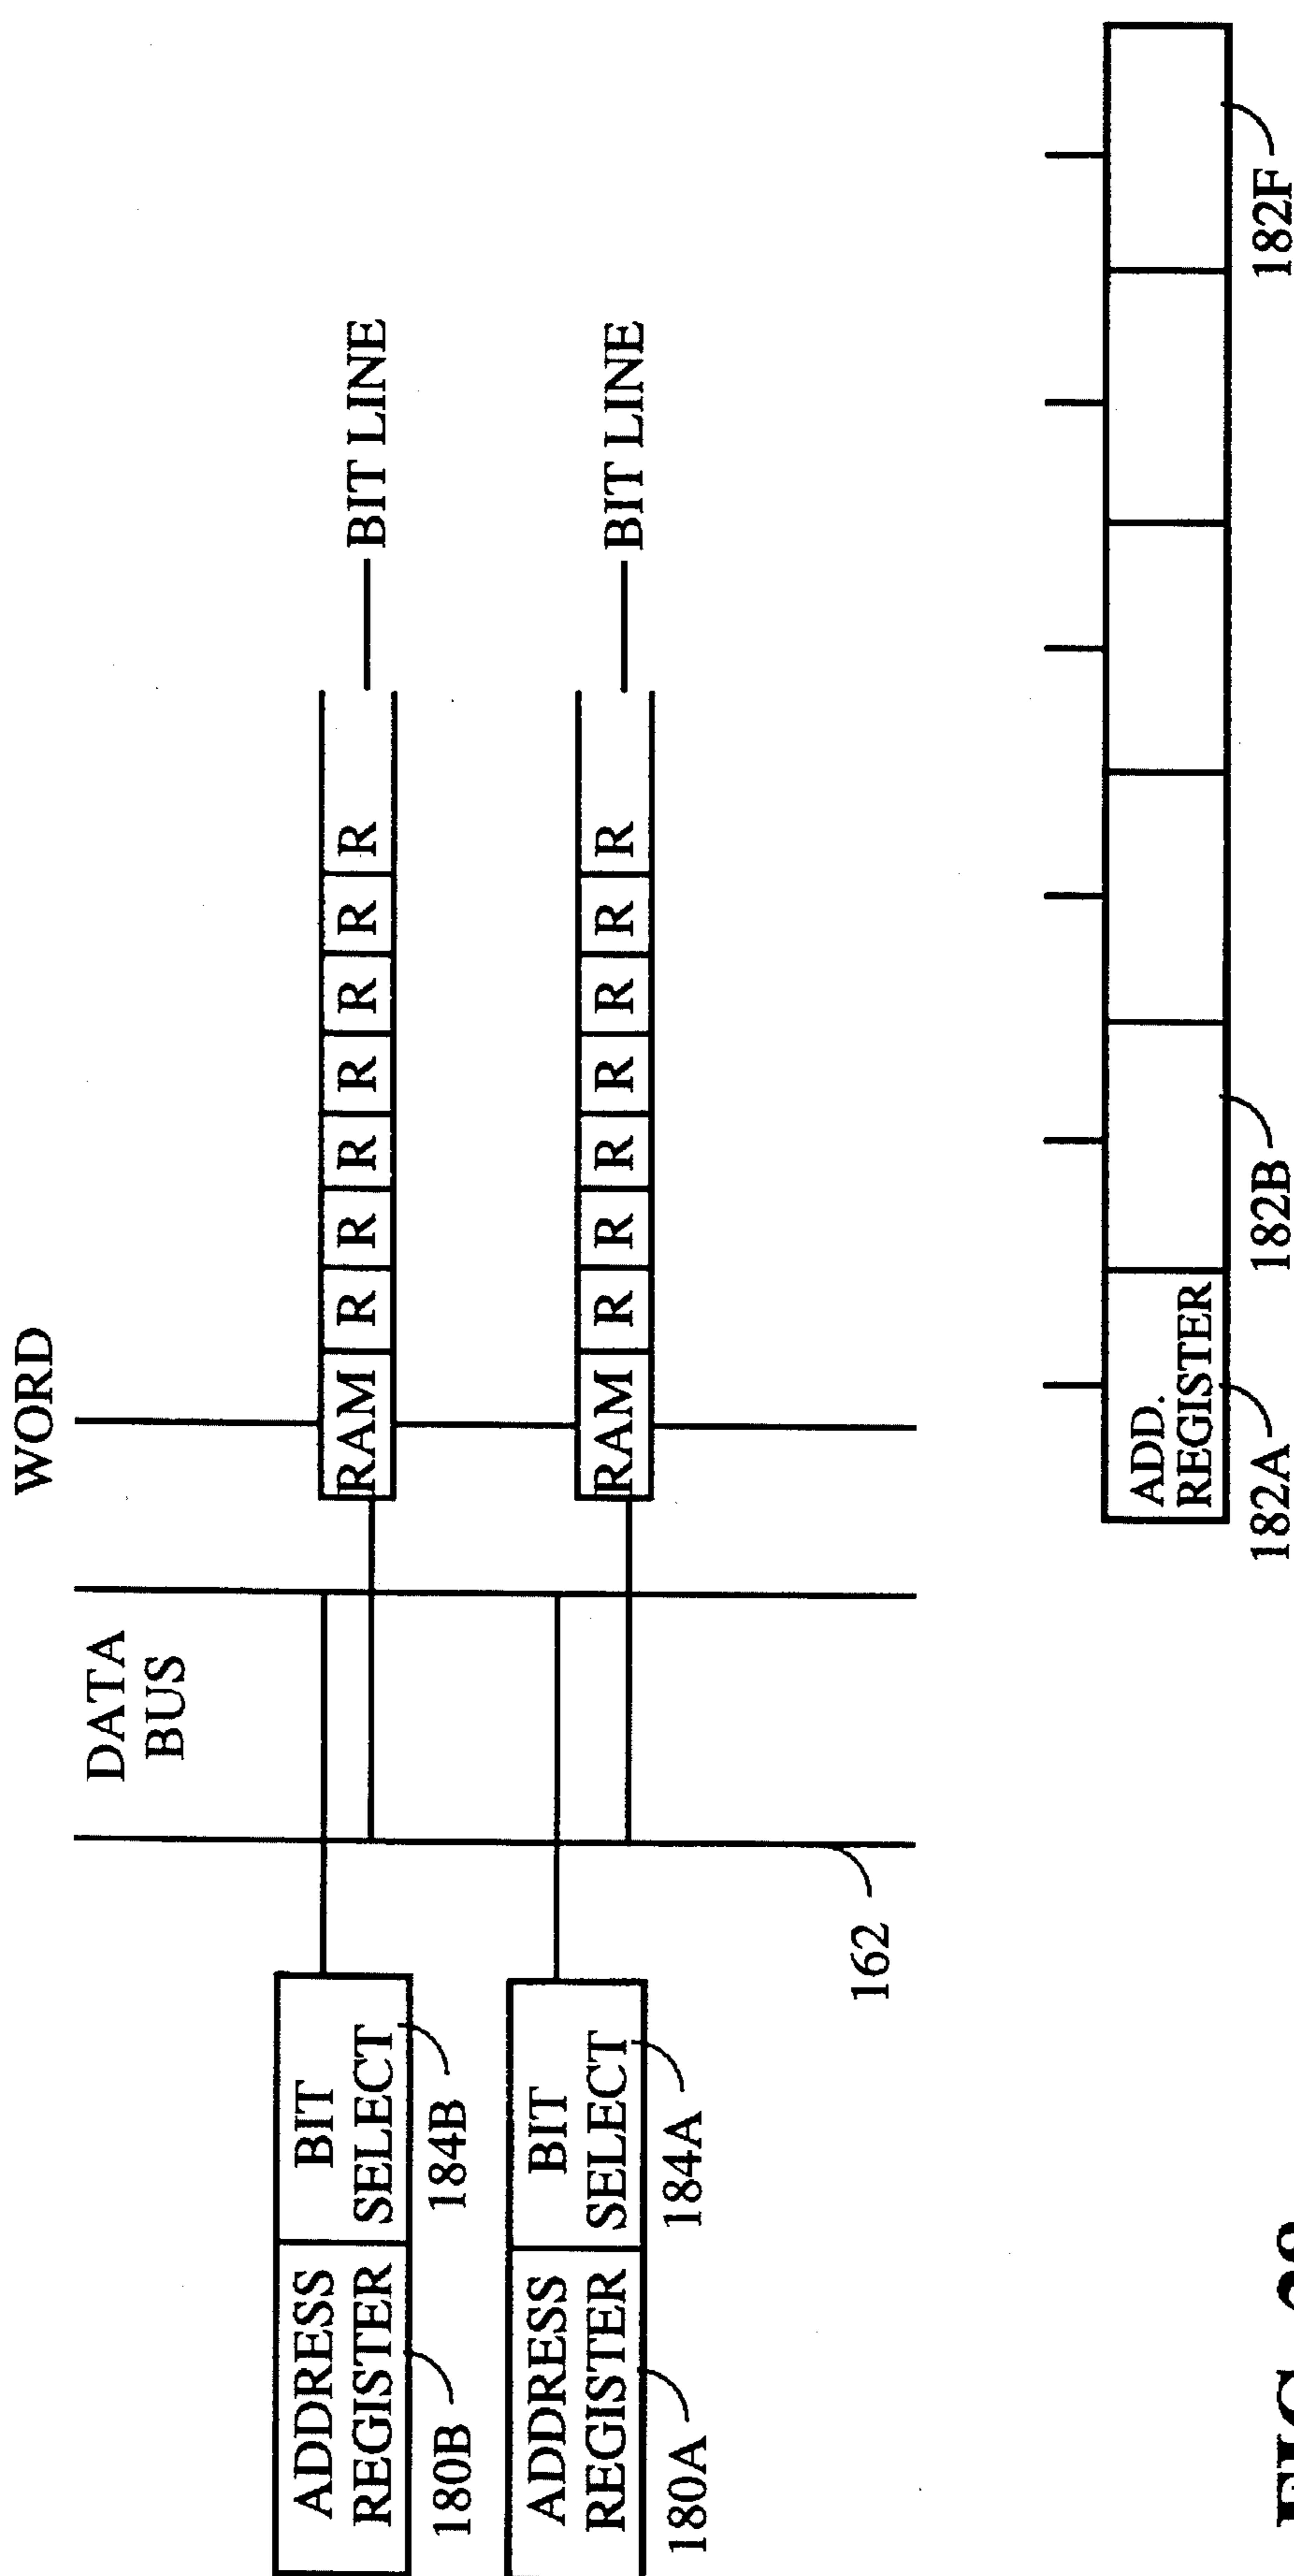 WORD
DATA
BUS
ADDRESS
REGISTER
BIT
SELECT
180B
184B
RAM R R R R R R R
BIT LINE
ADDRESS
REGISTER
BIT
SELECT
180A
184A
RAM R R R R R R R
BIT LINE
162
ADD.
REGISTER
182A
182B
182F